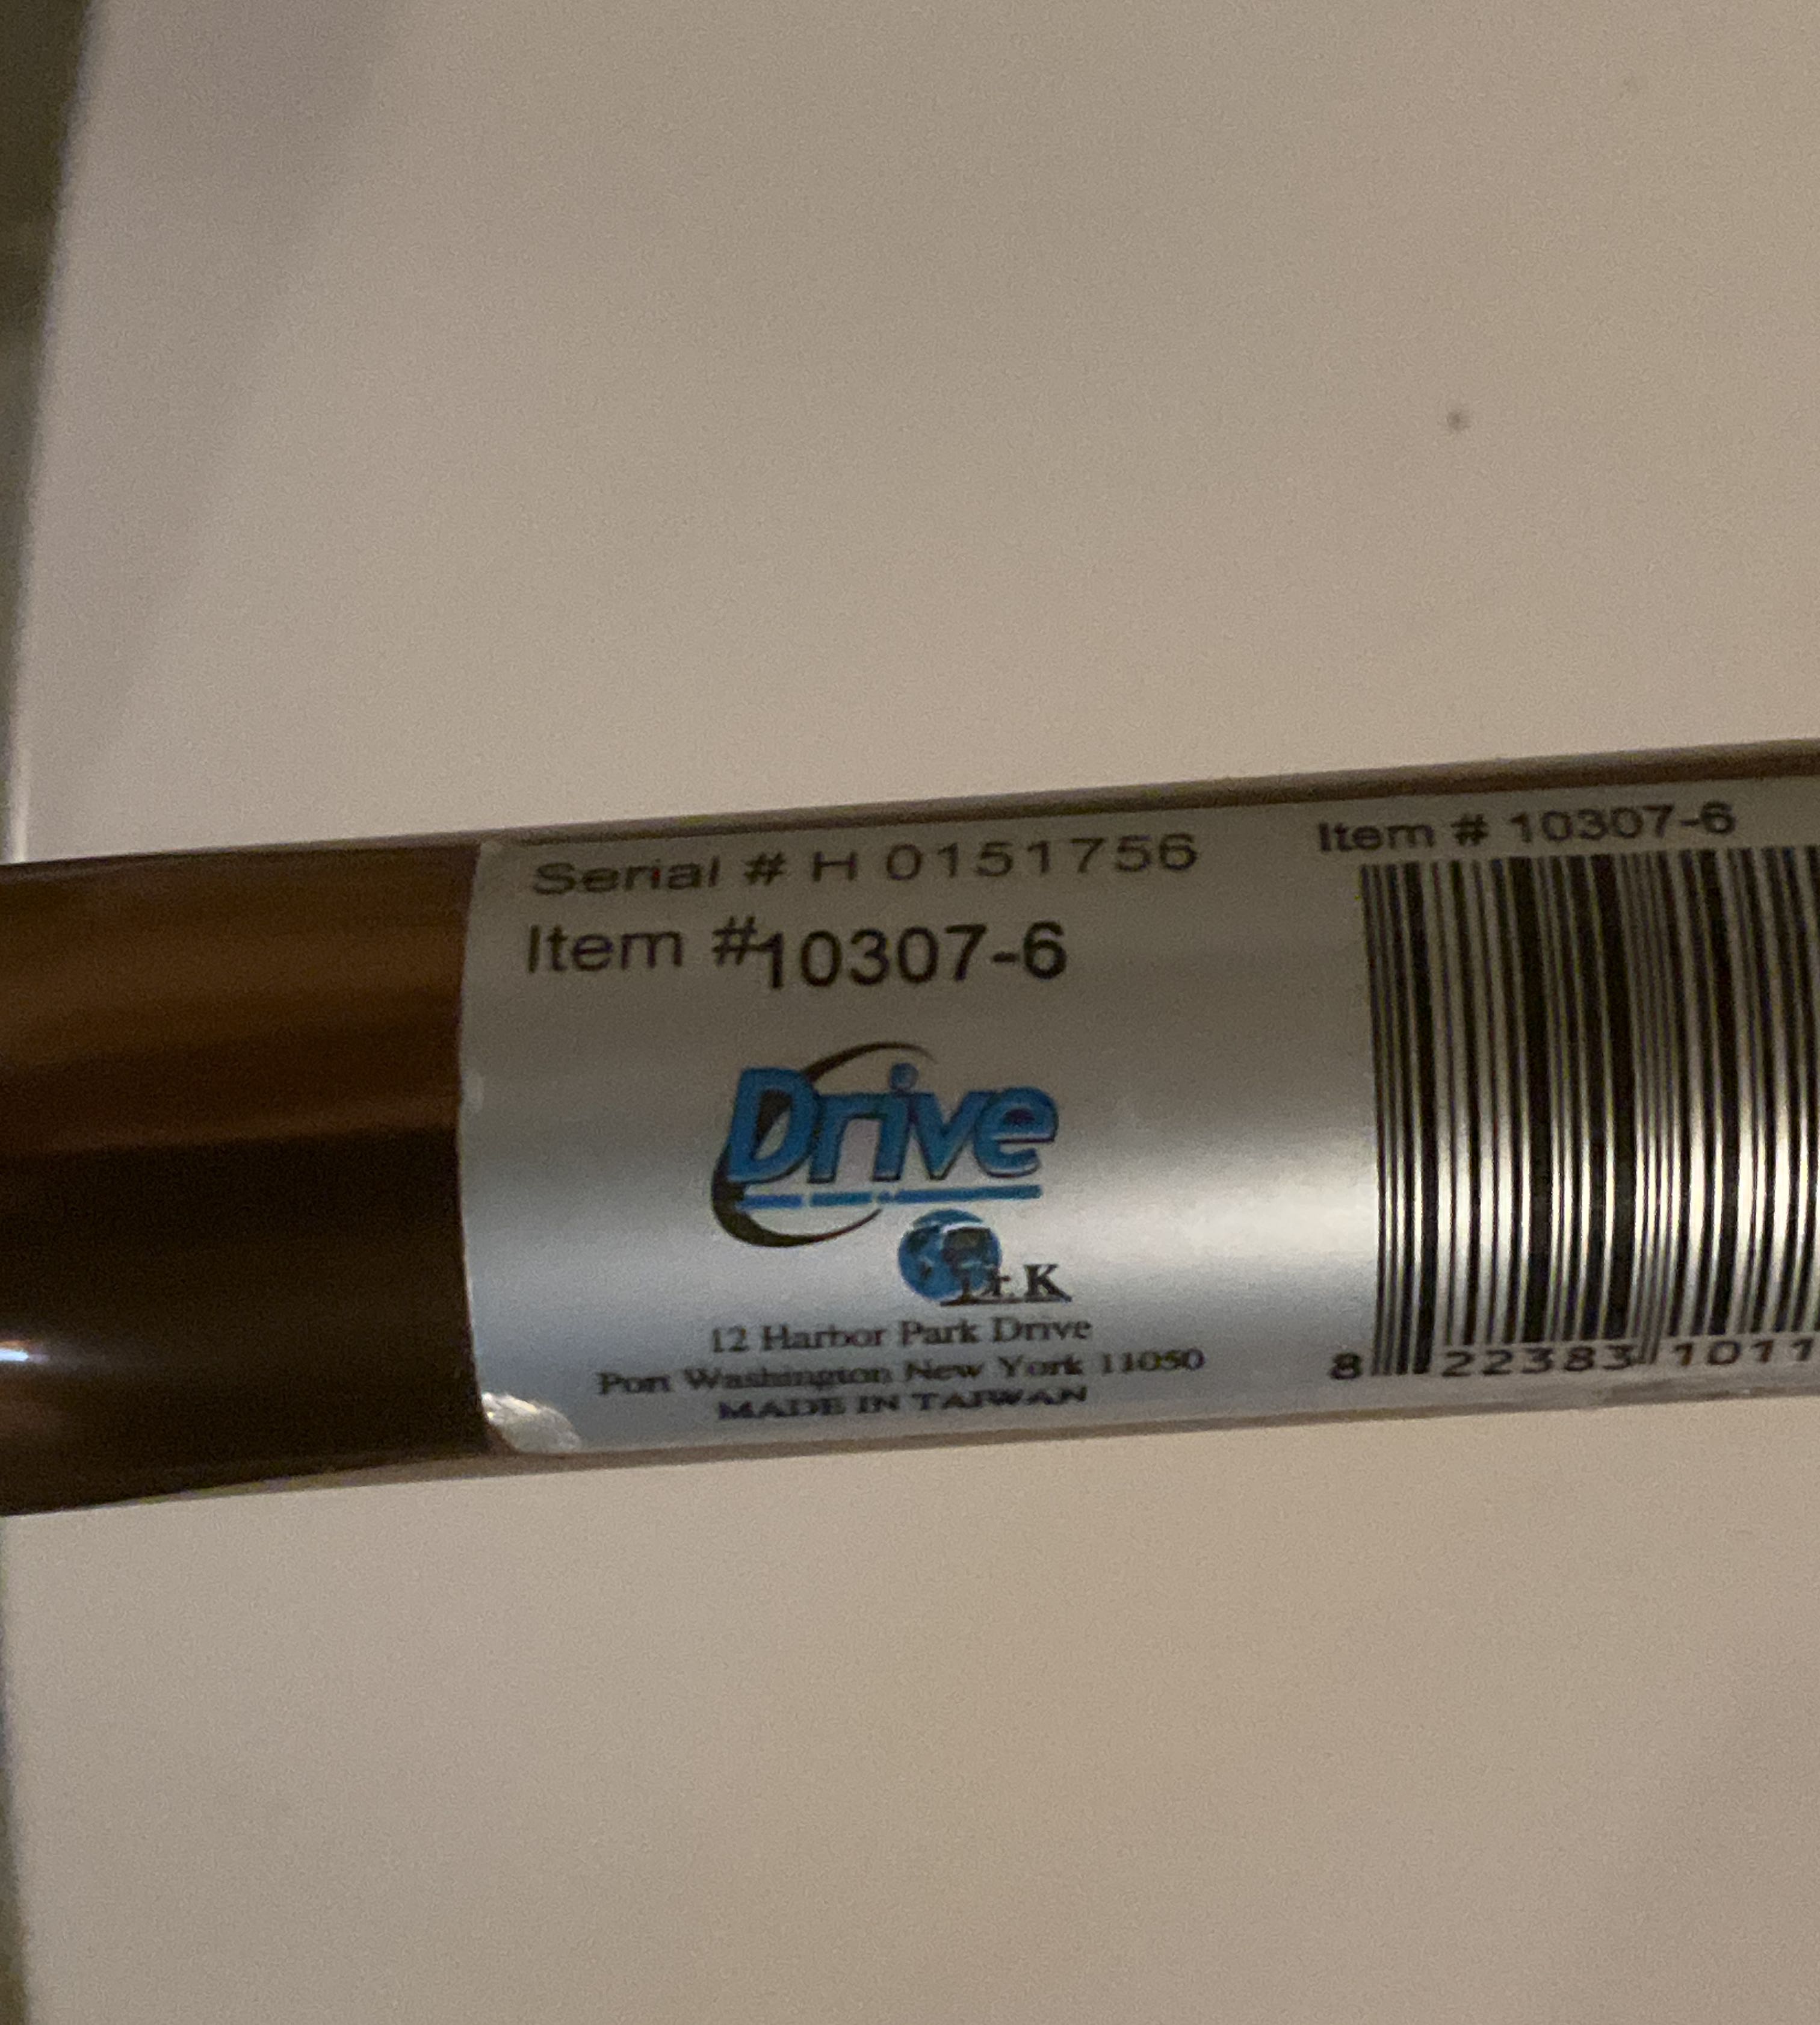 Serial # H 0151756
Item #10307-6
Drive
Dr. K
12 Harbor Park Drive
Port Washington New York 11050
MADE IN TAIWAN
Item # 10307-6
8 22383 1011